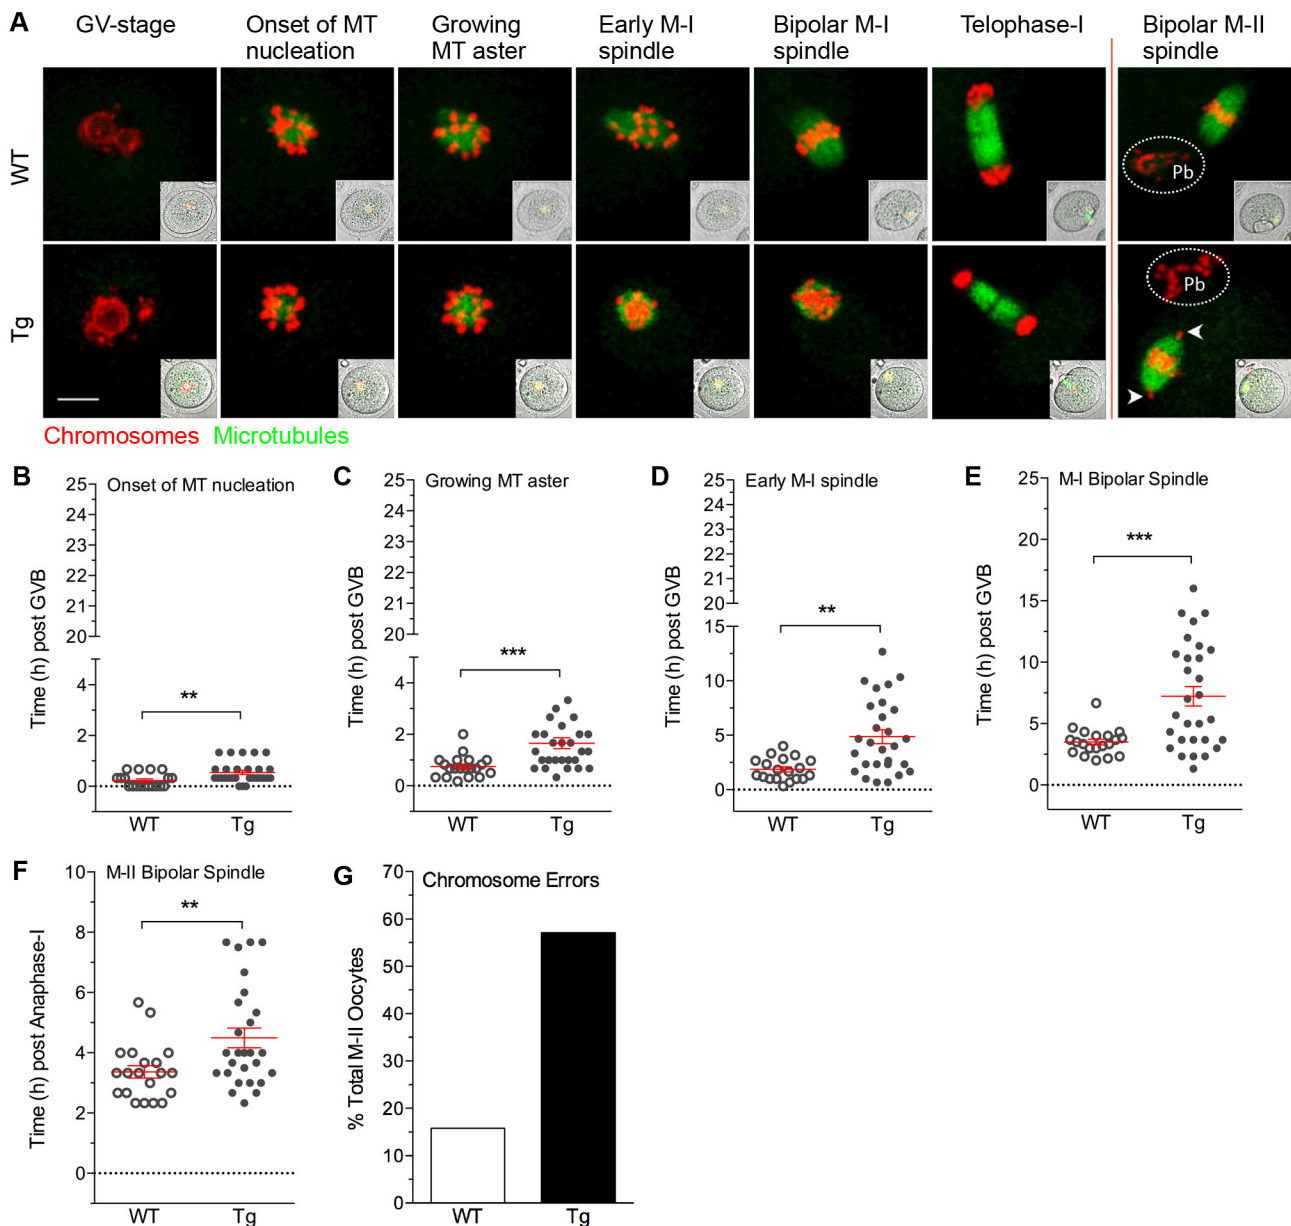 A
GV-stage
Onset of MT
nucleation
Growing
MT aster
Early M-I
spindle
Bipolar M-I
spindle
Telophase-I
Bipolar M-II
spindle
WT
Pb
Tg
Pb
Chromosomes Microtubules
B
Onset of MT nucleation
Time (h) post GVB
25
24
23
22
21
20
4
2
0
**
WT Tg
C
Growing MT aster
Time (h) post GVB
25
24
23
22
21
20
4
2
0
***
WT Tg
D
Early M-I spindle
Time (h) post GVB
25
24
23
22
21
20
15
10
5
0
**
WT Tg
E
M-I Bipolar Spindle
Time (h) post GVB
25
20
15
10
5
0
***
WT Tg
F
M-II Bipolar Spindle
Time (h) post Anaphase-I
10
8
6
4
2
0
**
WT Tg
G
Chromosome Errors
% Total M-II Oocytes
70
60
50
40
30
20
10
0
WT Tg